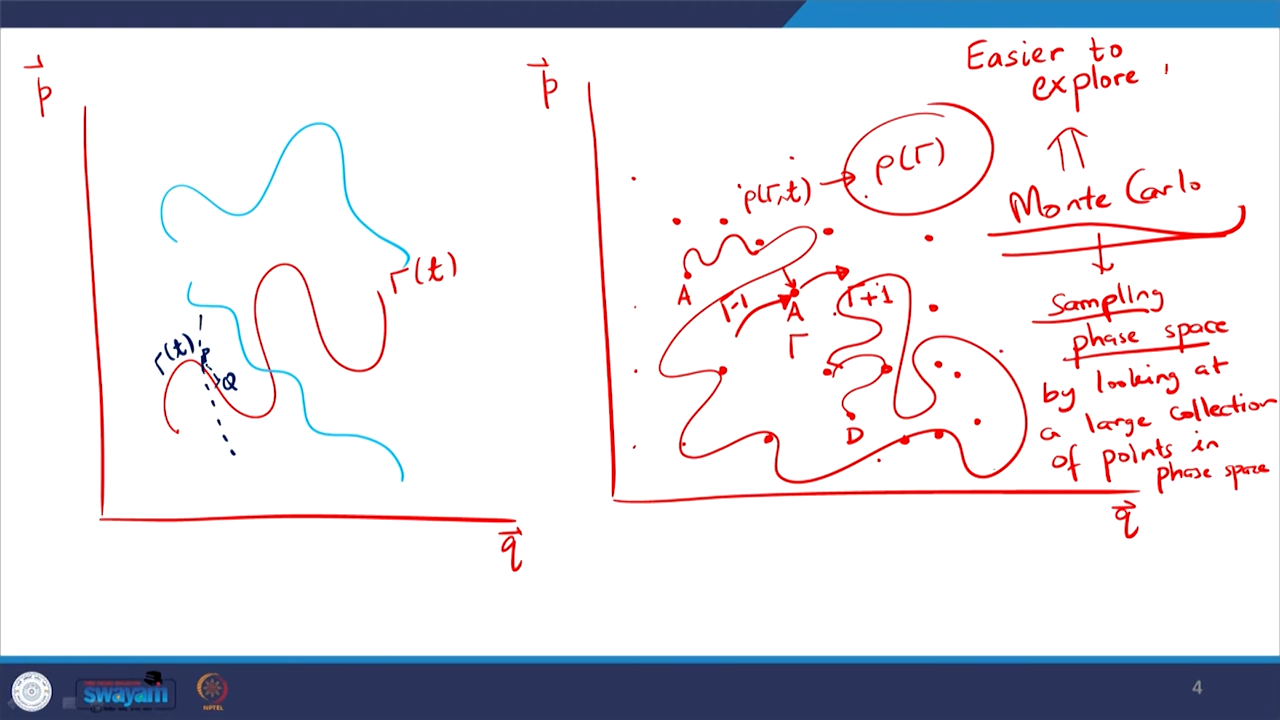 p⃗
Γ(t)
Γ(t)
P
Q
q⃗
p⃗
Easier to
explore
ρ(Γ,t) → ρ(Γ)
Monte Carlo
A
Γ-1
A
Γ
Γ+1
D
Sampling
phase space
by looking at
a large collection
of points in
phase space
q⃗
swayam
NPTEL
4